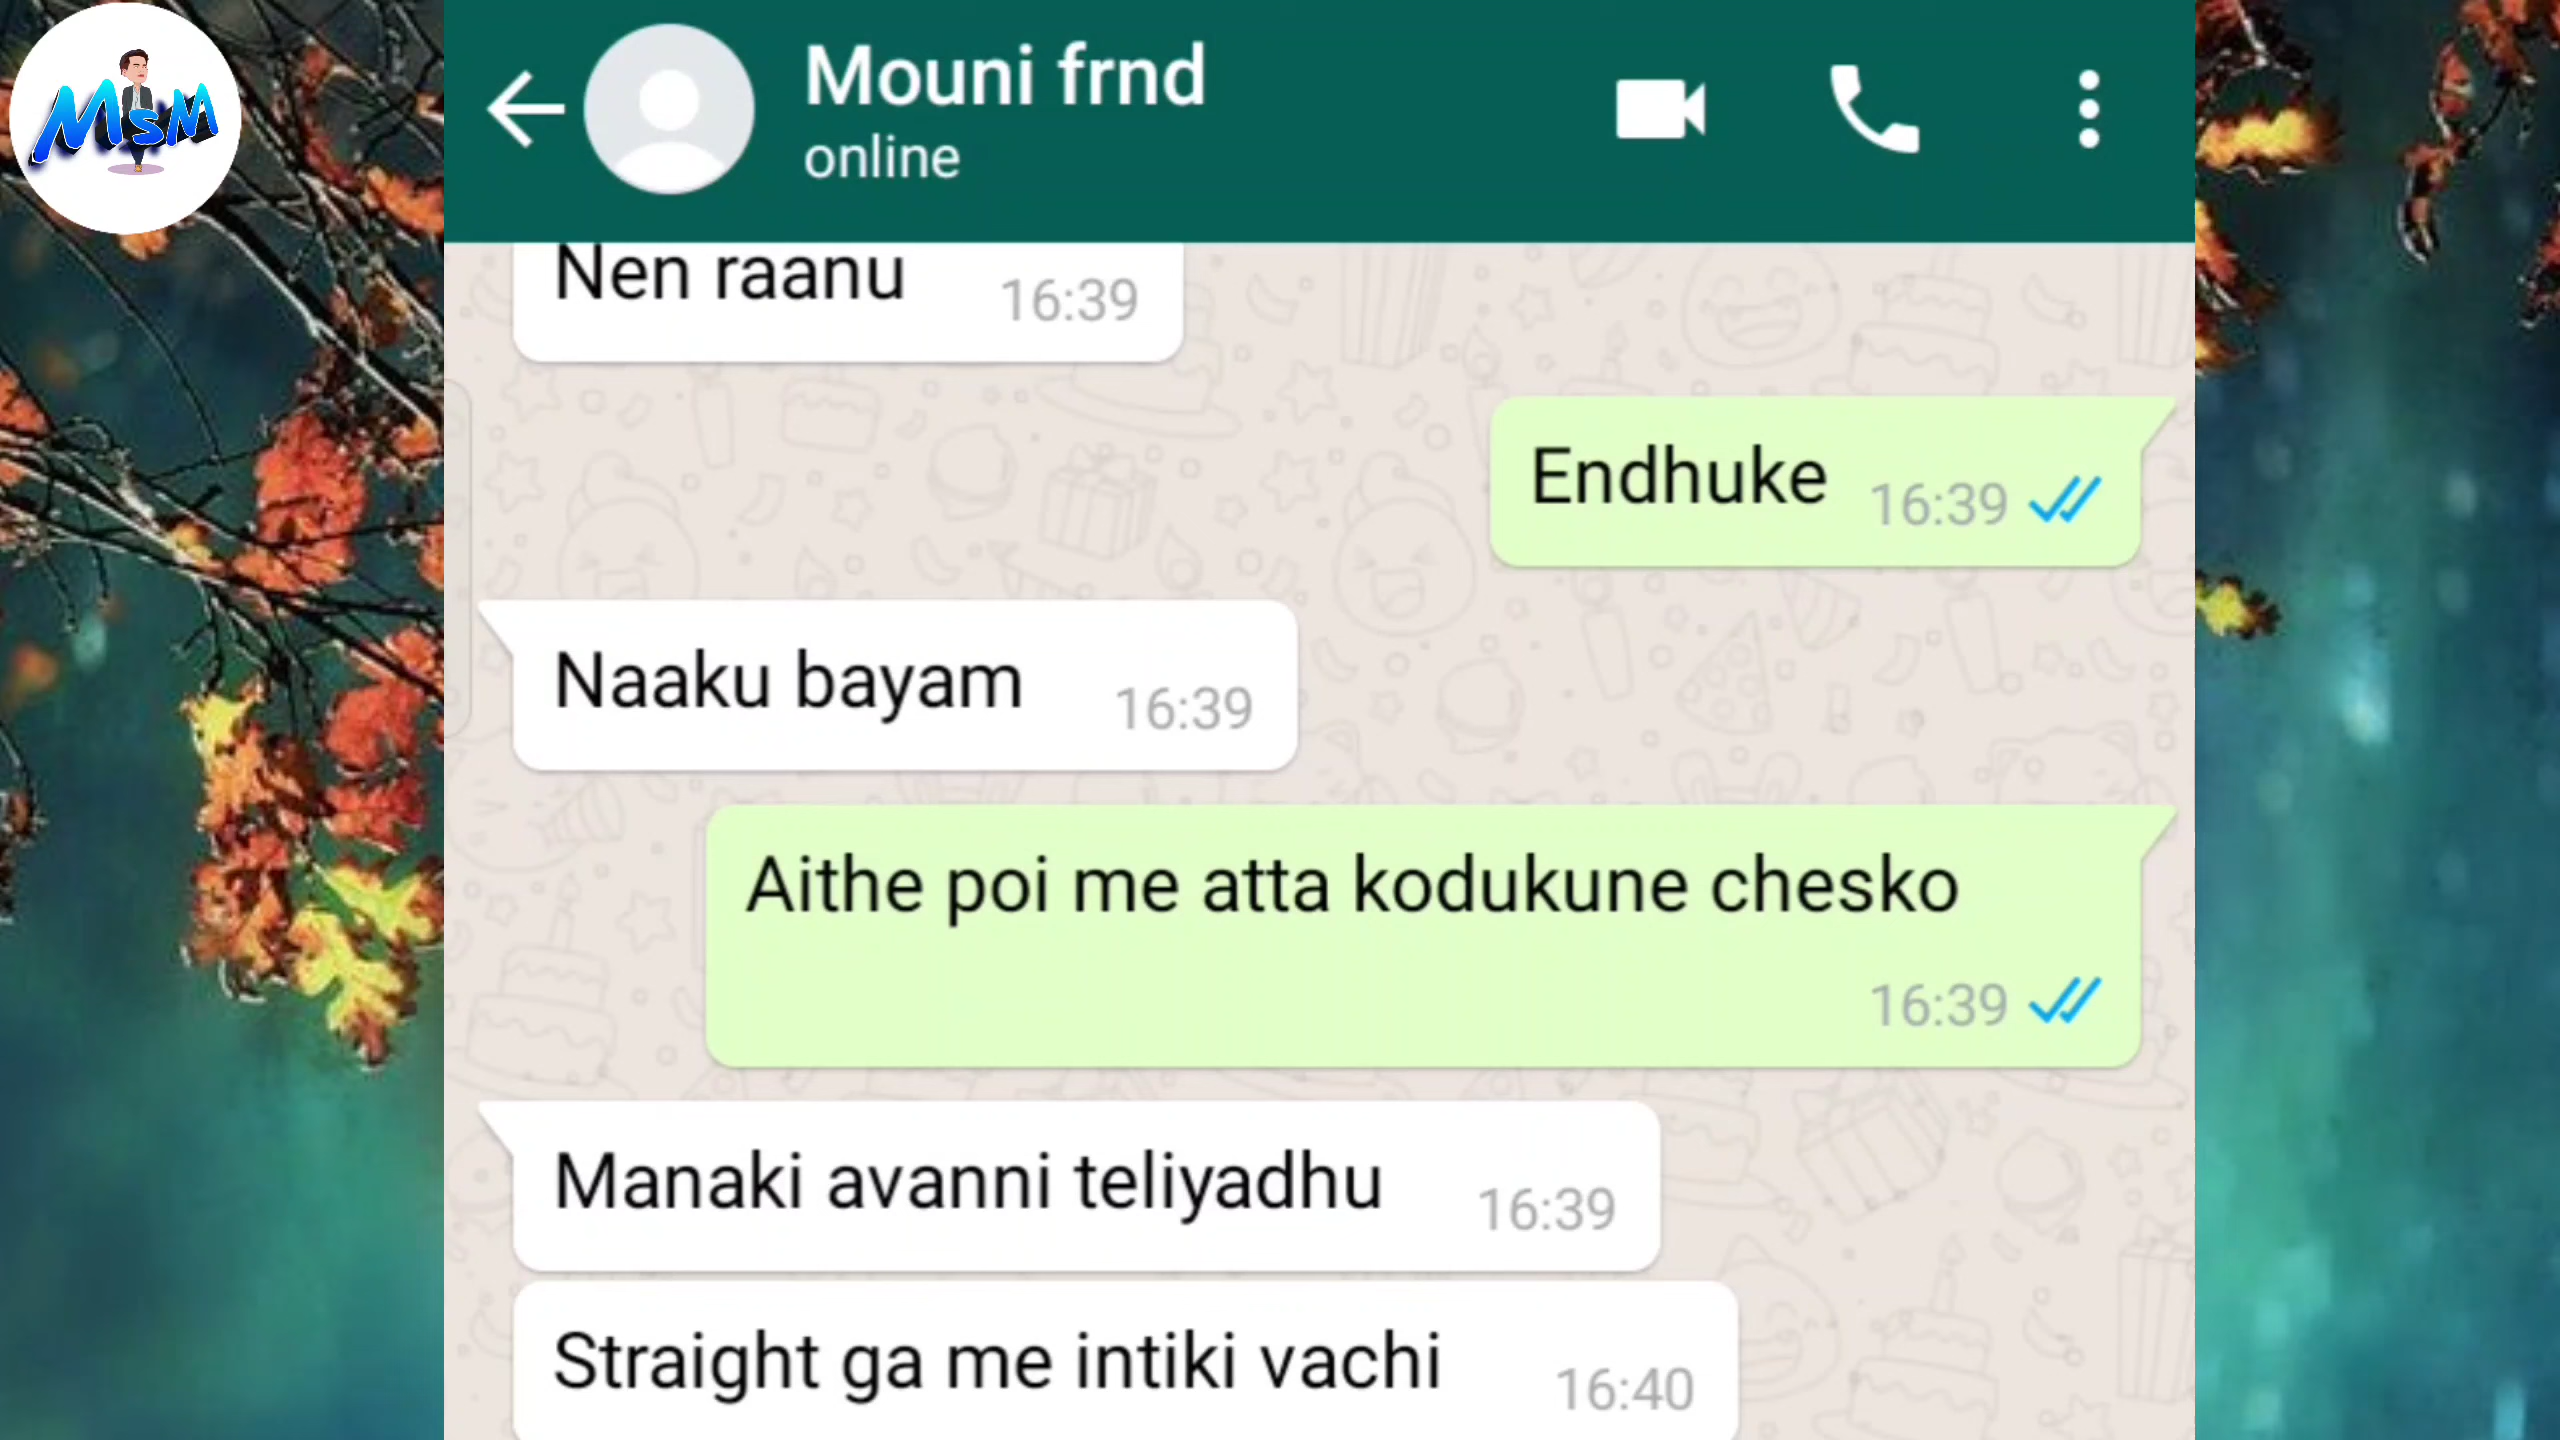 MSM
Mouni frnd
online
Nen raanu 16:39
Endhuke 16:39
Naaku bayam 16:39
Aithe poi me atta kodukune chesko
16:39
Manaki avanni teliyadhu 16:39
Straight ga me intiki vachi 16:40